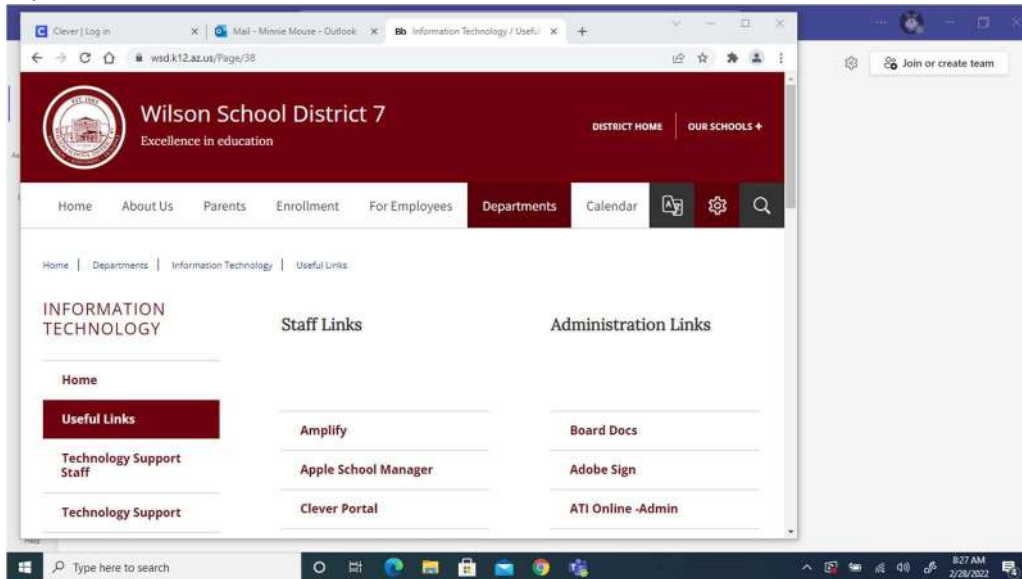 Clever | Log in
Mail - Minnie Mouse - Outlook
Bb Information Technology / Useful
wsd.k12.az.us/Page/38
Join or create team
Wilson School District 7
Excellence in education
DISTRICT HOME
OUR SCHOOLS +
Home About Us Parents Enrollment For Employees Departments Calendar
Home | Departments | Information Technology | Useful Links
INFORMATION
TECHNOLOGY
Staff Links
Administration Links
Home
Useful Links
Technology Support
Staff
Technology Support
Amplify
Apple School Manager
Clever Portal
Board Docs
Adobe Sign
ATI Online -Admin
Help
Type here to search
8:27 AM
2/28/2022